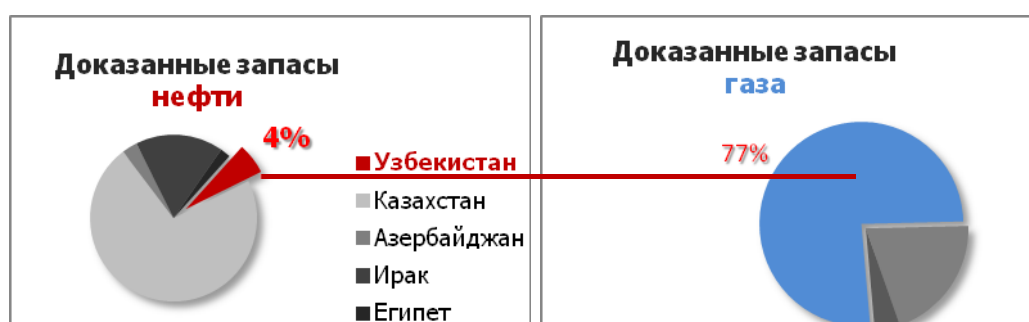 Доказанные запасы
нефти
4%
Узбекистан
Казахстан
Азербайджан
Ирак
Египет
Доказанные запасы
газа
77%